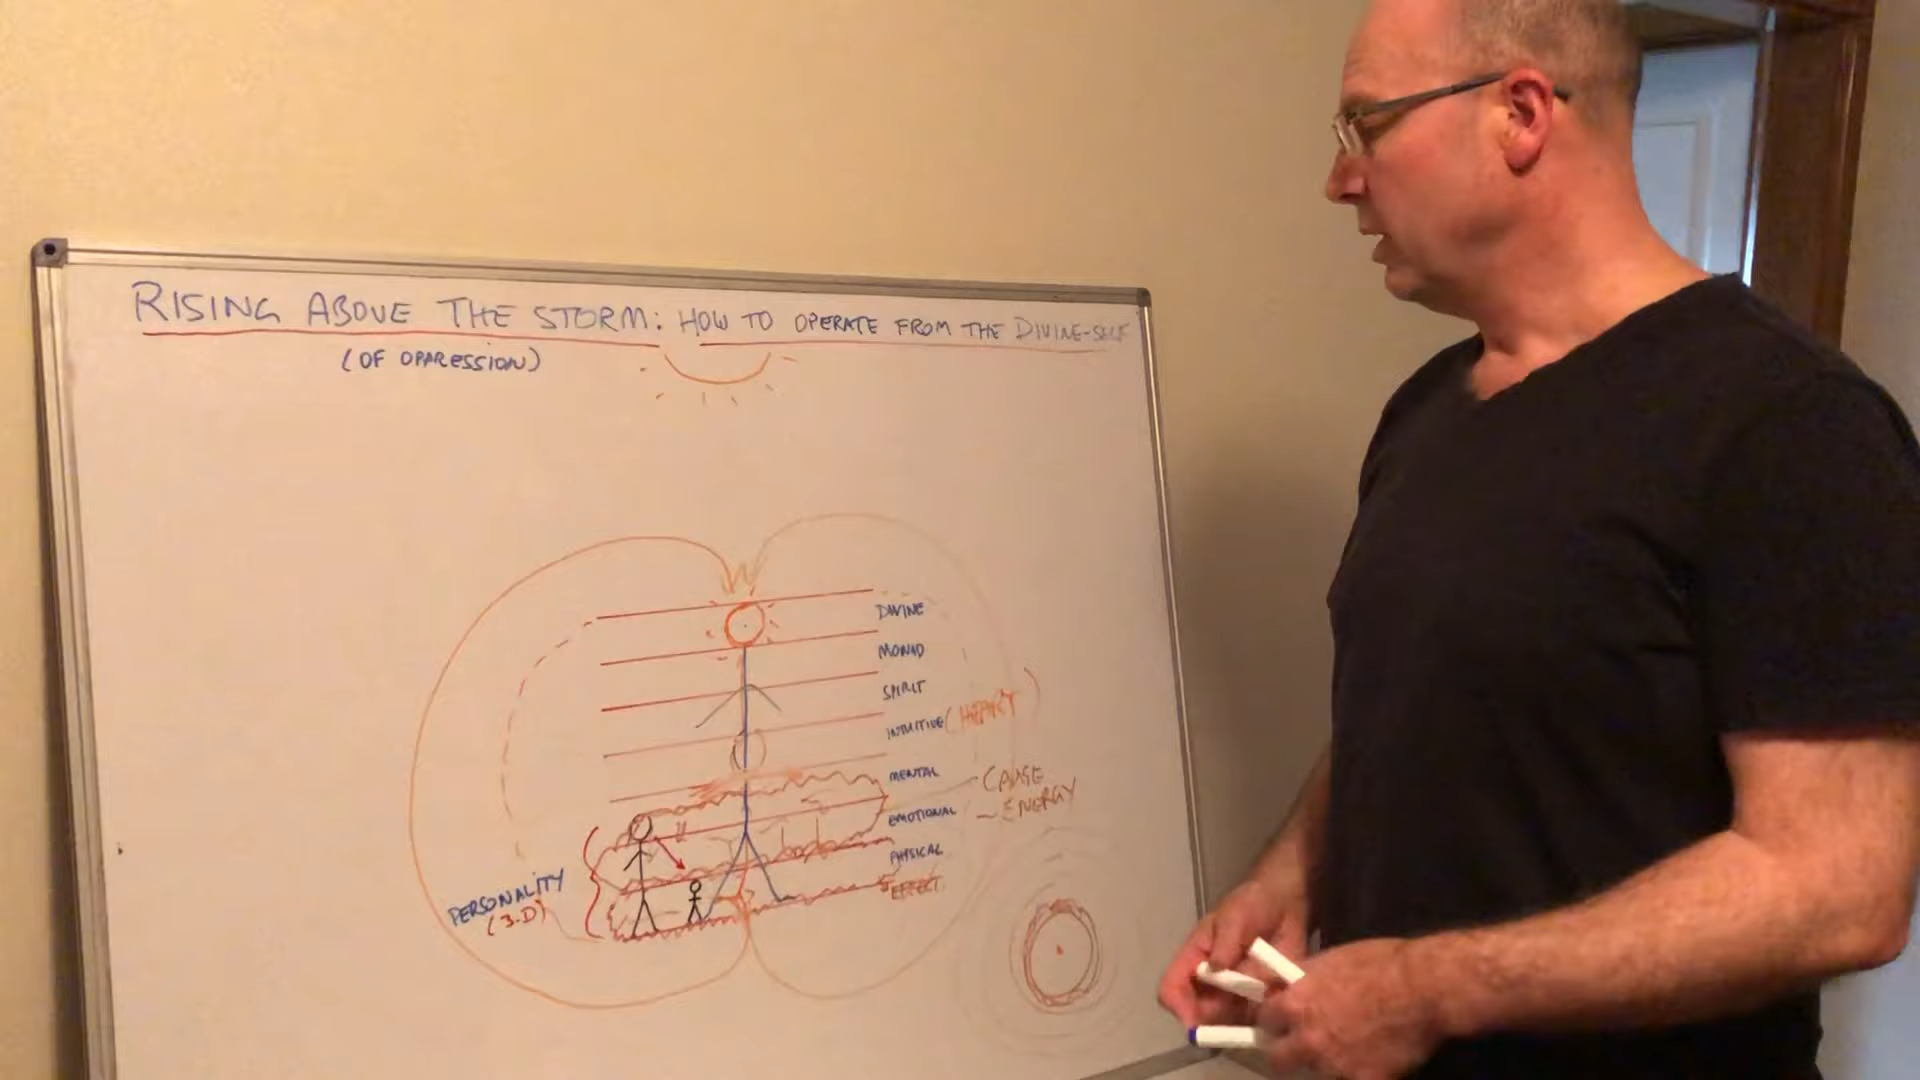 RISING ABOVE THE STORM: HOW TO OPERATE FROM THE DIVINE-SELF
(OF OPPRESSION)
DIVINE
MONAD
SPIRIT
INTUITIVE (HEART)
MENTAL
CAUSE
EMOTIONAL
ENERGY
PHYSICAL
EFFECT
PERSONALITY
(3-D)